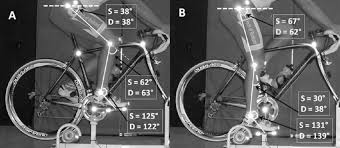 A
S = 38°
D = 38°
S = 62°
D = 63°
S = 125°
D = 122°
B
S = 67°
D = 62°
S = 30°
D = 38°
S = 131°
D = 139°